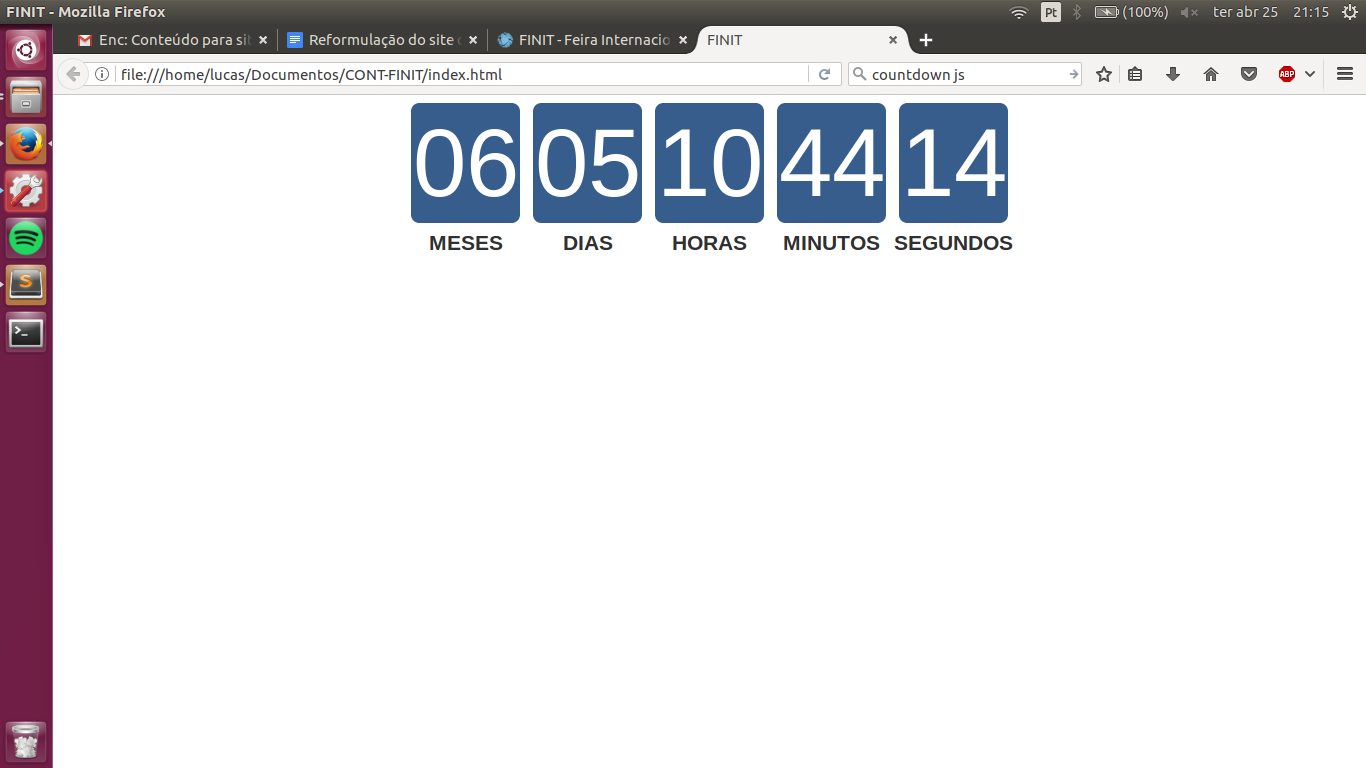 FINIT - Mozilla Firefox
Pt (100%) ter abr 25 21:15
Enc: Conteúdo para sit Reformulação do site FINIT - Feira Internacio FINIT
file:///home/lucas/Documentos/CONT-FINIT/index.html countdown js ABP
06 05 10 44 14
MESES DIAS HORAS MINUTOS SEGUNDOS